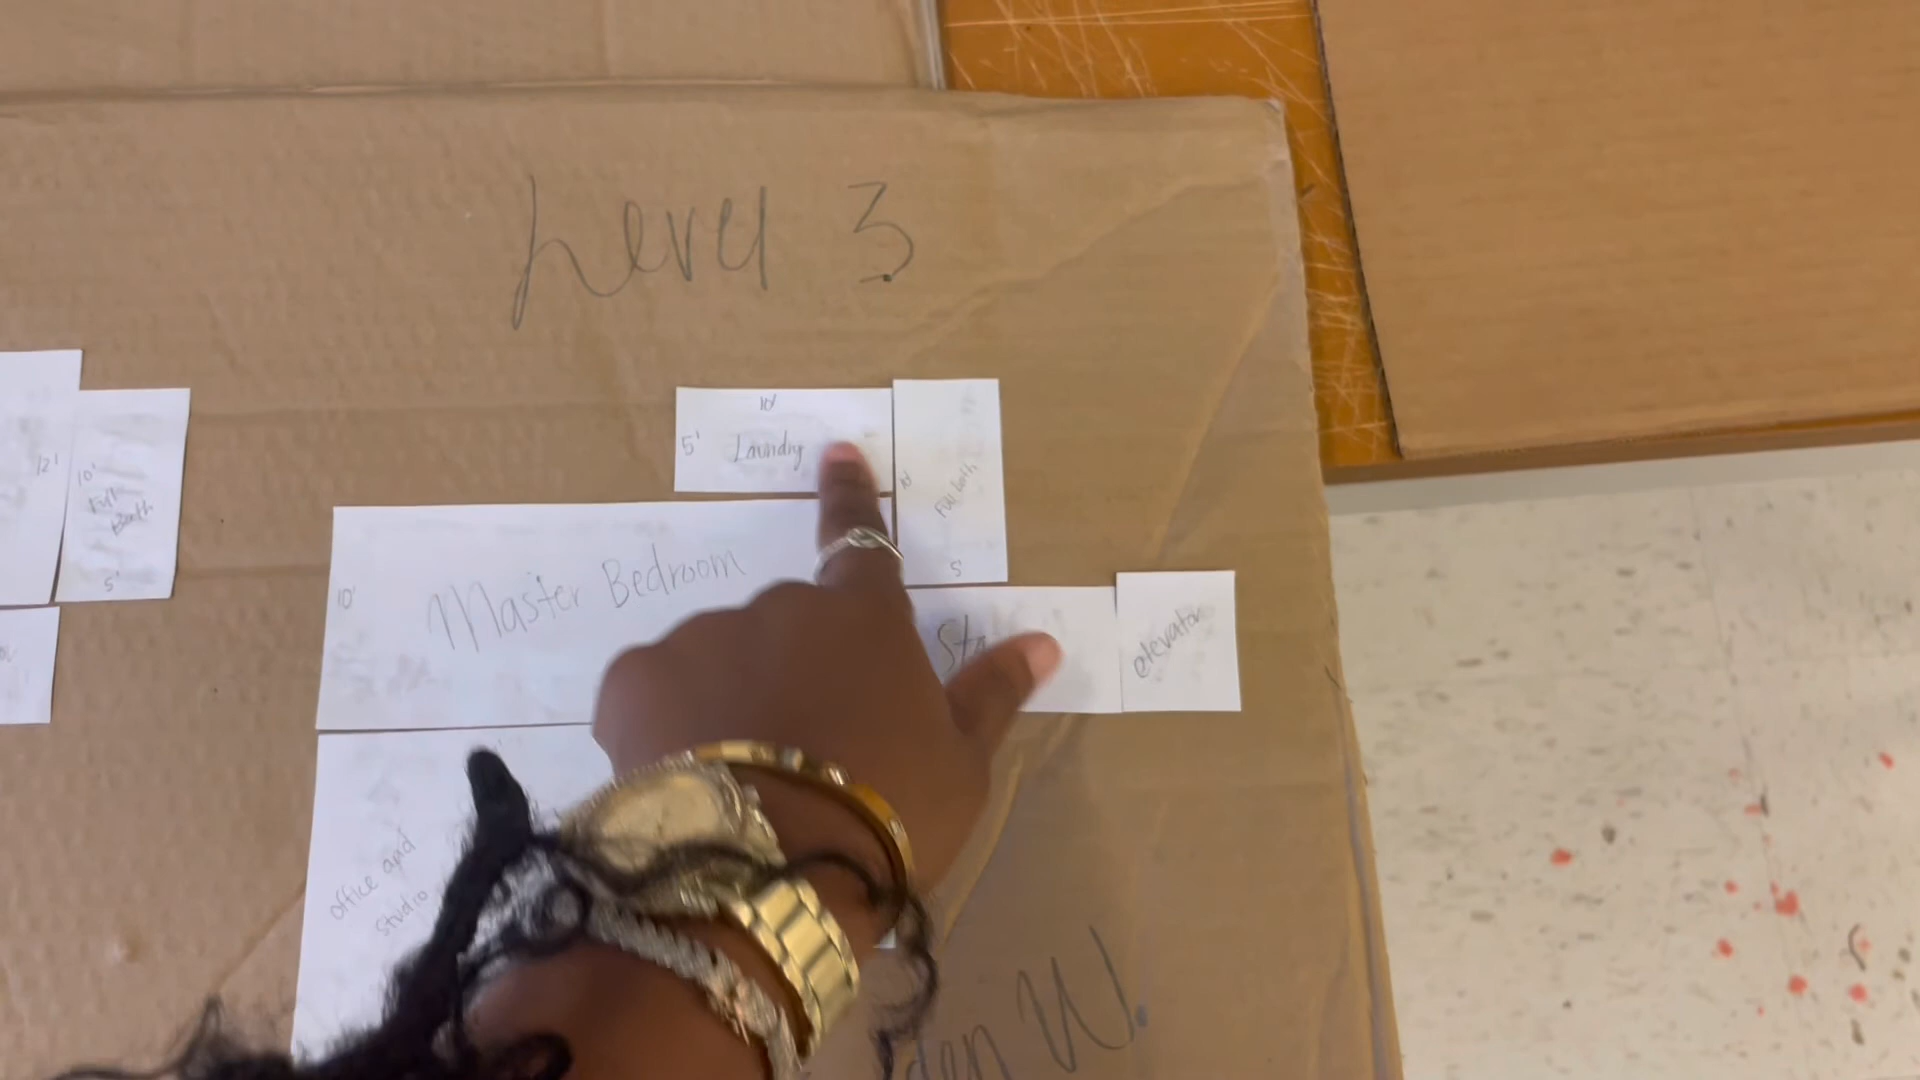 Level 3
10'
5' Laundry
12'
10'
Full
Bath
5'
10'
Full bath
5'
10'
Master Bedroom
elevator
office and
studio
W.